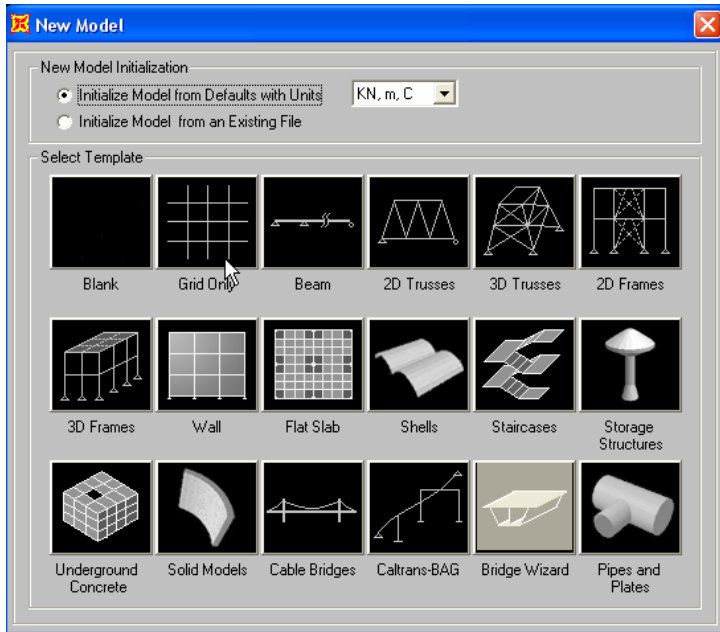 New Model
New Model Initialization
Initialize Model from Defaults with Units
KN, m, C
Initialize Model from an Existing File
Select Template
Blank
Grid Only
Beam
2D Trusses
3D Trusses
2D Frames
3D Frames
Wall
Flat Slab
Shells
Staircases
Storage
Structures
Underground
Concrete
Solid Models
Cable Bridges
Caltrans-BAG
Bridge Wizard
Pipes and
Plates